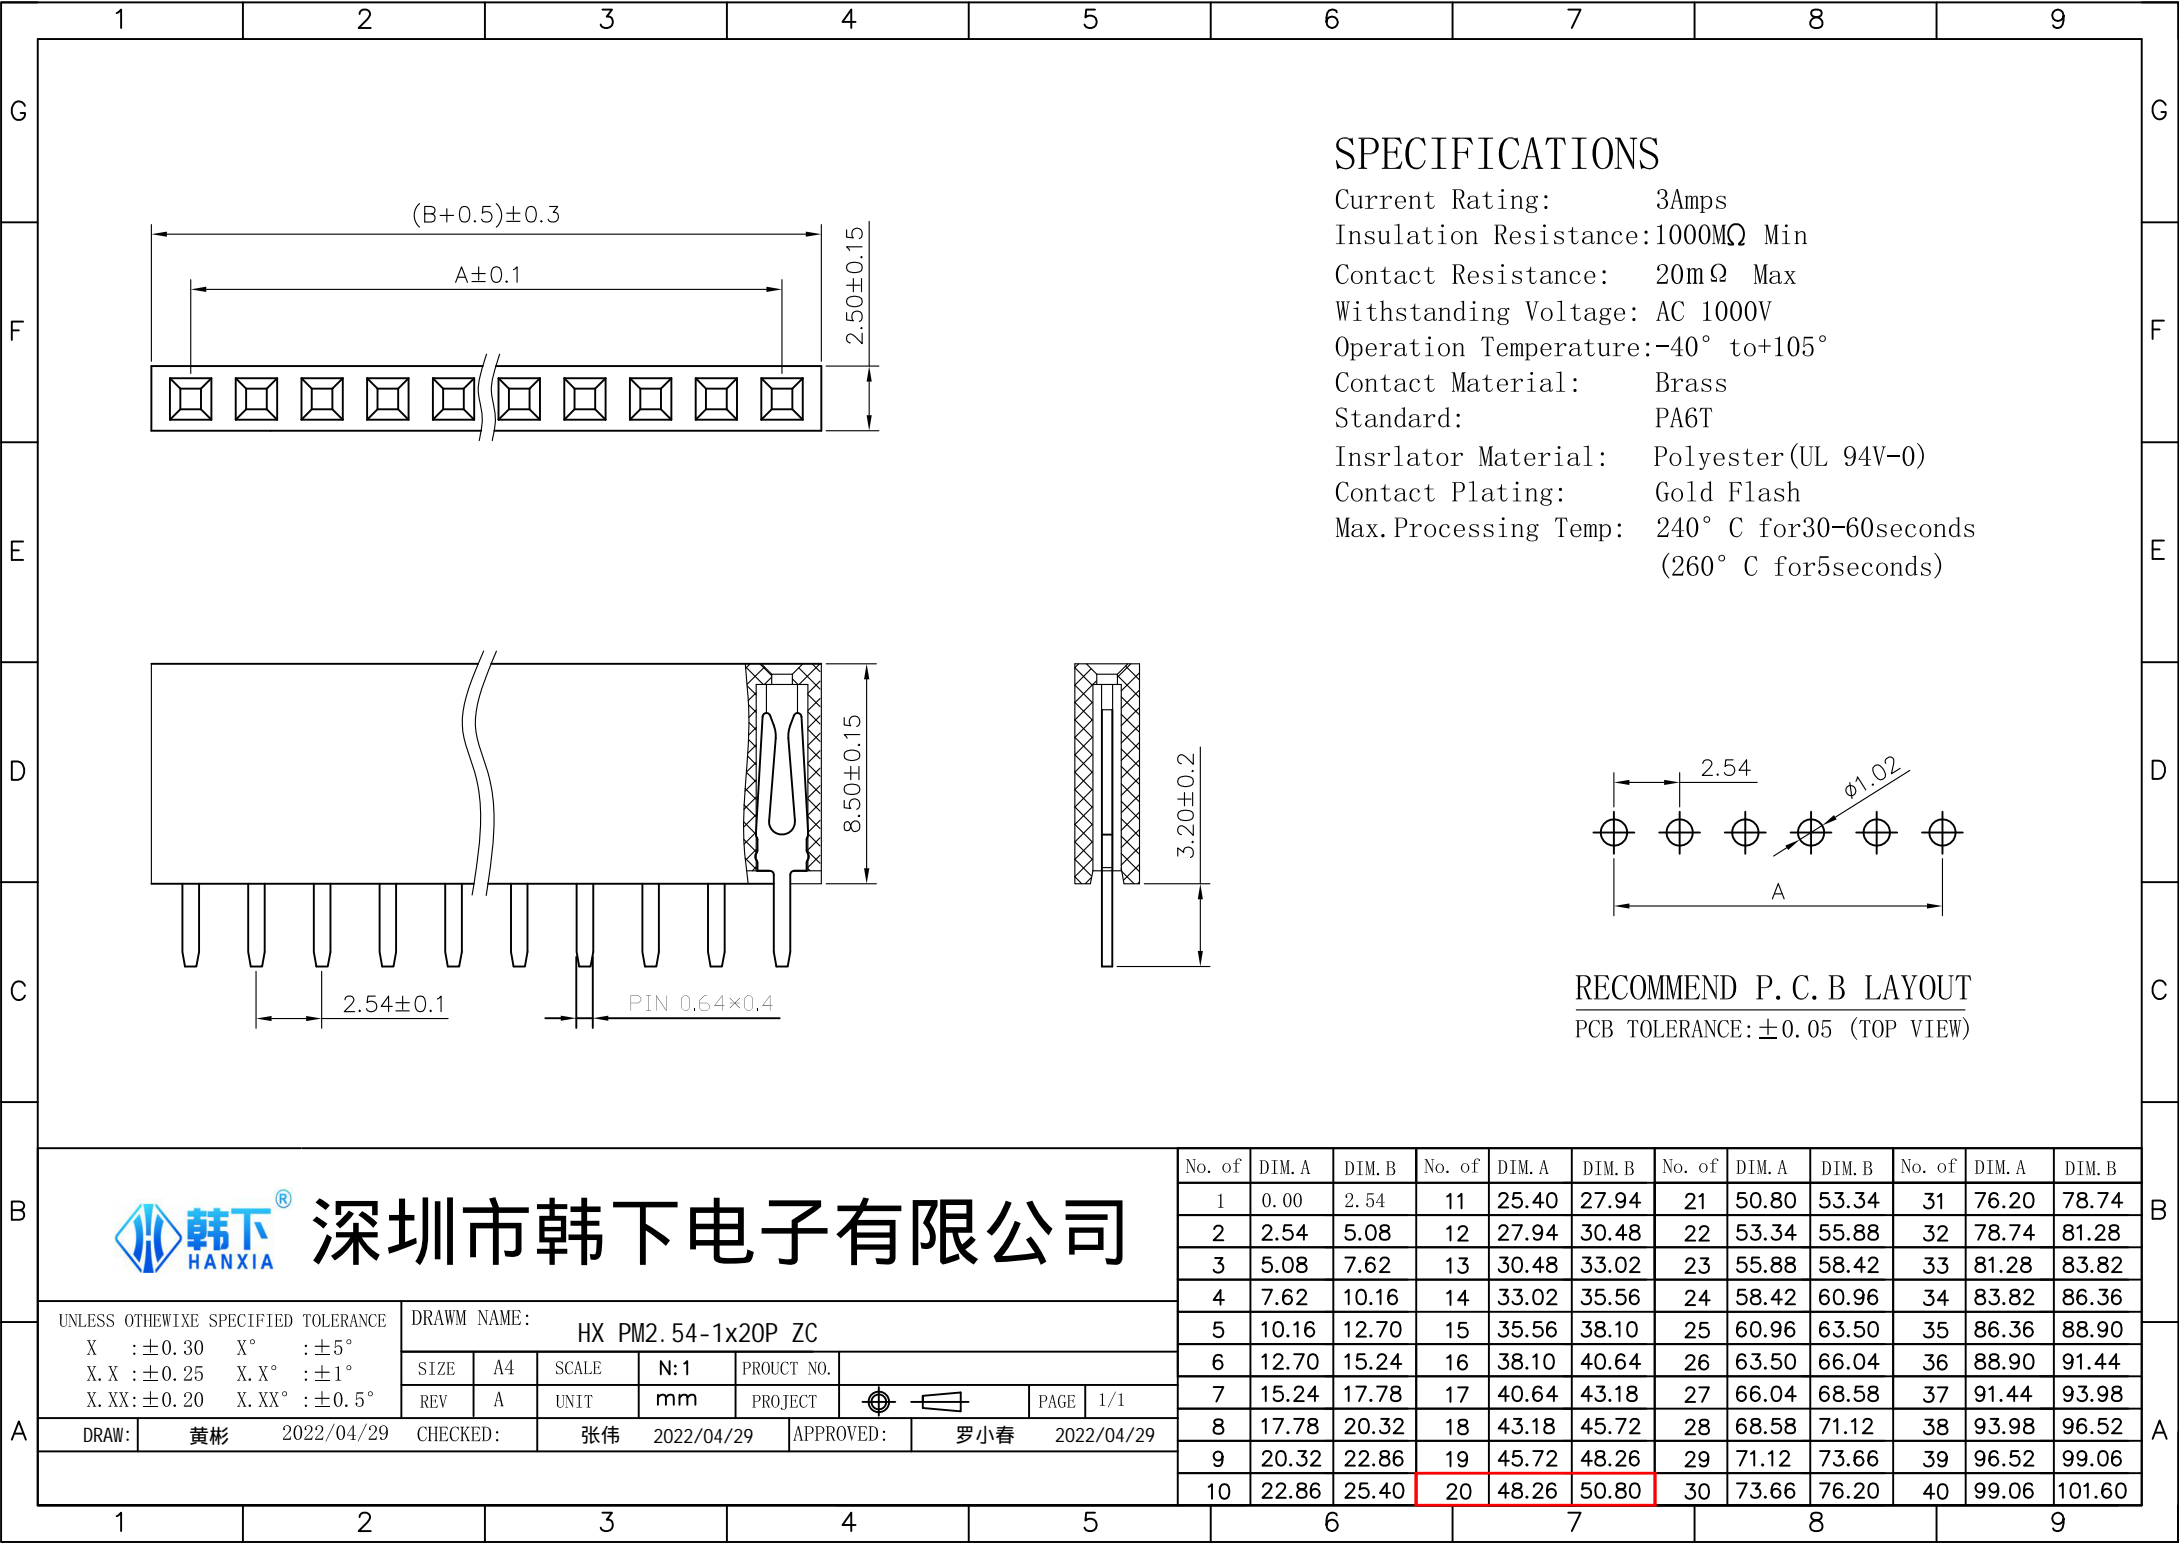 1 2 3 4 5 6 7 8 9
G G
F F
E E
D D
C C
B B
A A
(B+0.5)±0.3
A±0.1
2.50±0.15
SPECIFICATIONS
Current Rating: 3Amps
Insulation Resistance:1000MΩ Min
Contact Resistance: 20mΩ Max
Withstanding Voltage: AC 1000V
Operation Temperature:-40° to+105°
Contact Material: Brass
Standard: PA6T
Insrlator Material: Polyester(UL 94V-0)
Contact Plating: Gold Flash
Max.Processing Temp: 240° C for30-60seconds
(260° C for5seconds)
8.50±0.15
2.54±0.1
PIN 0.64×0.4
3.20±0.2
2.54
ø1.02
A
RECOMMEND P.C.B LAYOUT
PCB TOLERANCE:±0.05 (TOP VIEW)
韩下®
HANXIA
深圳市韩下电子有限公司
UNLESS OTHEWIXE SPECIFIED TOLERANCE
X :±0.30 X° :±5°
X.X :±0.25 X.X° :±1°
X.XX:±0.20 X.XX° :±0.5°
DRAWM NAME:
HX PM2.54-1x20P ZC
SIZE A4 SCALE N:1 PROUCT NO.
REV A UNIT mm PROJECT PAGE 1/1
DRAW: 黄彬 2022/04/29 CHECKED: 张伟 2022/04/29 APPROVED: 罗小春 2022/04/29
No. of DIM.A DIM.B No. of DIM.A DIM.B No. of DIM.A DIM.B No. of DIM.A DIM.B
1 0.00 2.54 11 25.40 27.94 21 50.80 53.34 31 76.20 78.74
2 2.54 5.08 12 27.94 30.48 22 53.34 55.88 32 78.74 81.28
3 5.08 7.62 13 30.48 33.02 23 55.88 58.42 33 81.28 83.82
4 7.62 10.16 14 33.02 35.56 24 58.42 60.96 34 83.82 86.36
5 10.16 12.70 15 35.56 38.10 25 60.96 63.50 35 86.36 88.90
6 12.70 15.24 16 38.10 40.64 26 63.50 66.04 36 88.90 91.44
7 15.24 17.78 17 40.64 43.18 27 66.04 68.58 37 91.44 93.98
8 17.78 20.32 18 43.18 45.72 28 68.58 71.12 38 93.98 96.52
9 20.32 22.86 19 45.72 48.26 29 71.12 73.66 39 96.52 99.06
10 22.86 25.40 20 48.26 50.80 30 73.66 76.20 40 99.06 101.60
1 2 3 4 5 6 7 8 9